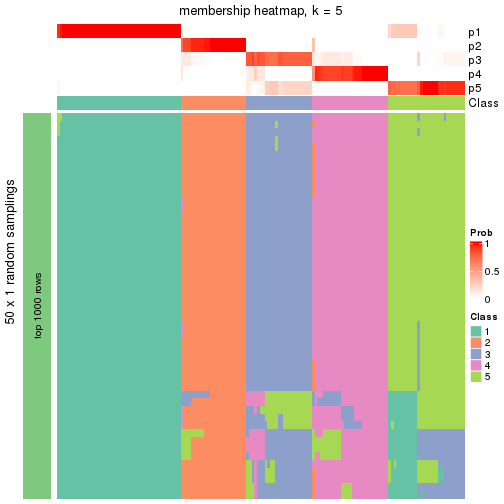 membership heatmap, k = 5
p1
p2
p3
p4
p5
Class
50 x 1 random samplings
top 1000 rows
Prob
1
0.5
0
Class
1
2
3
4
5